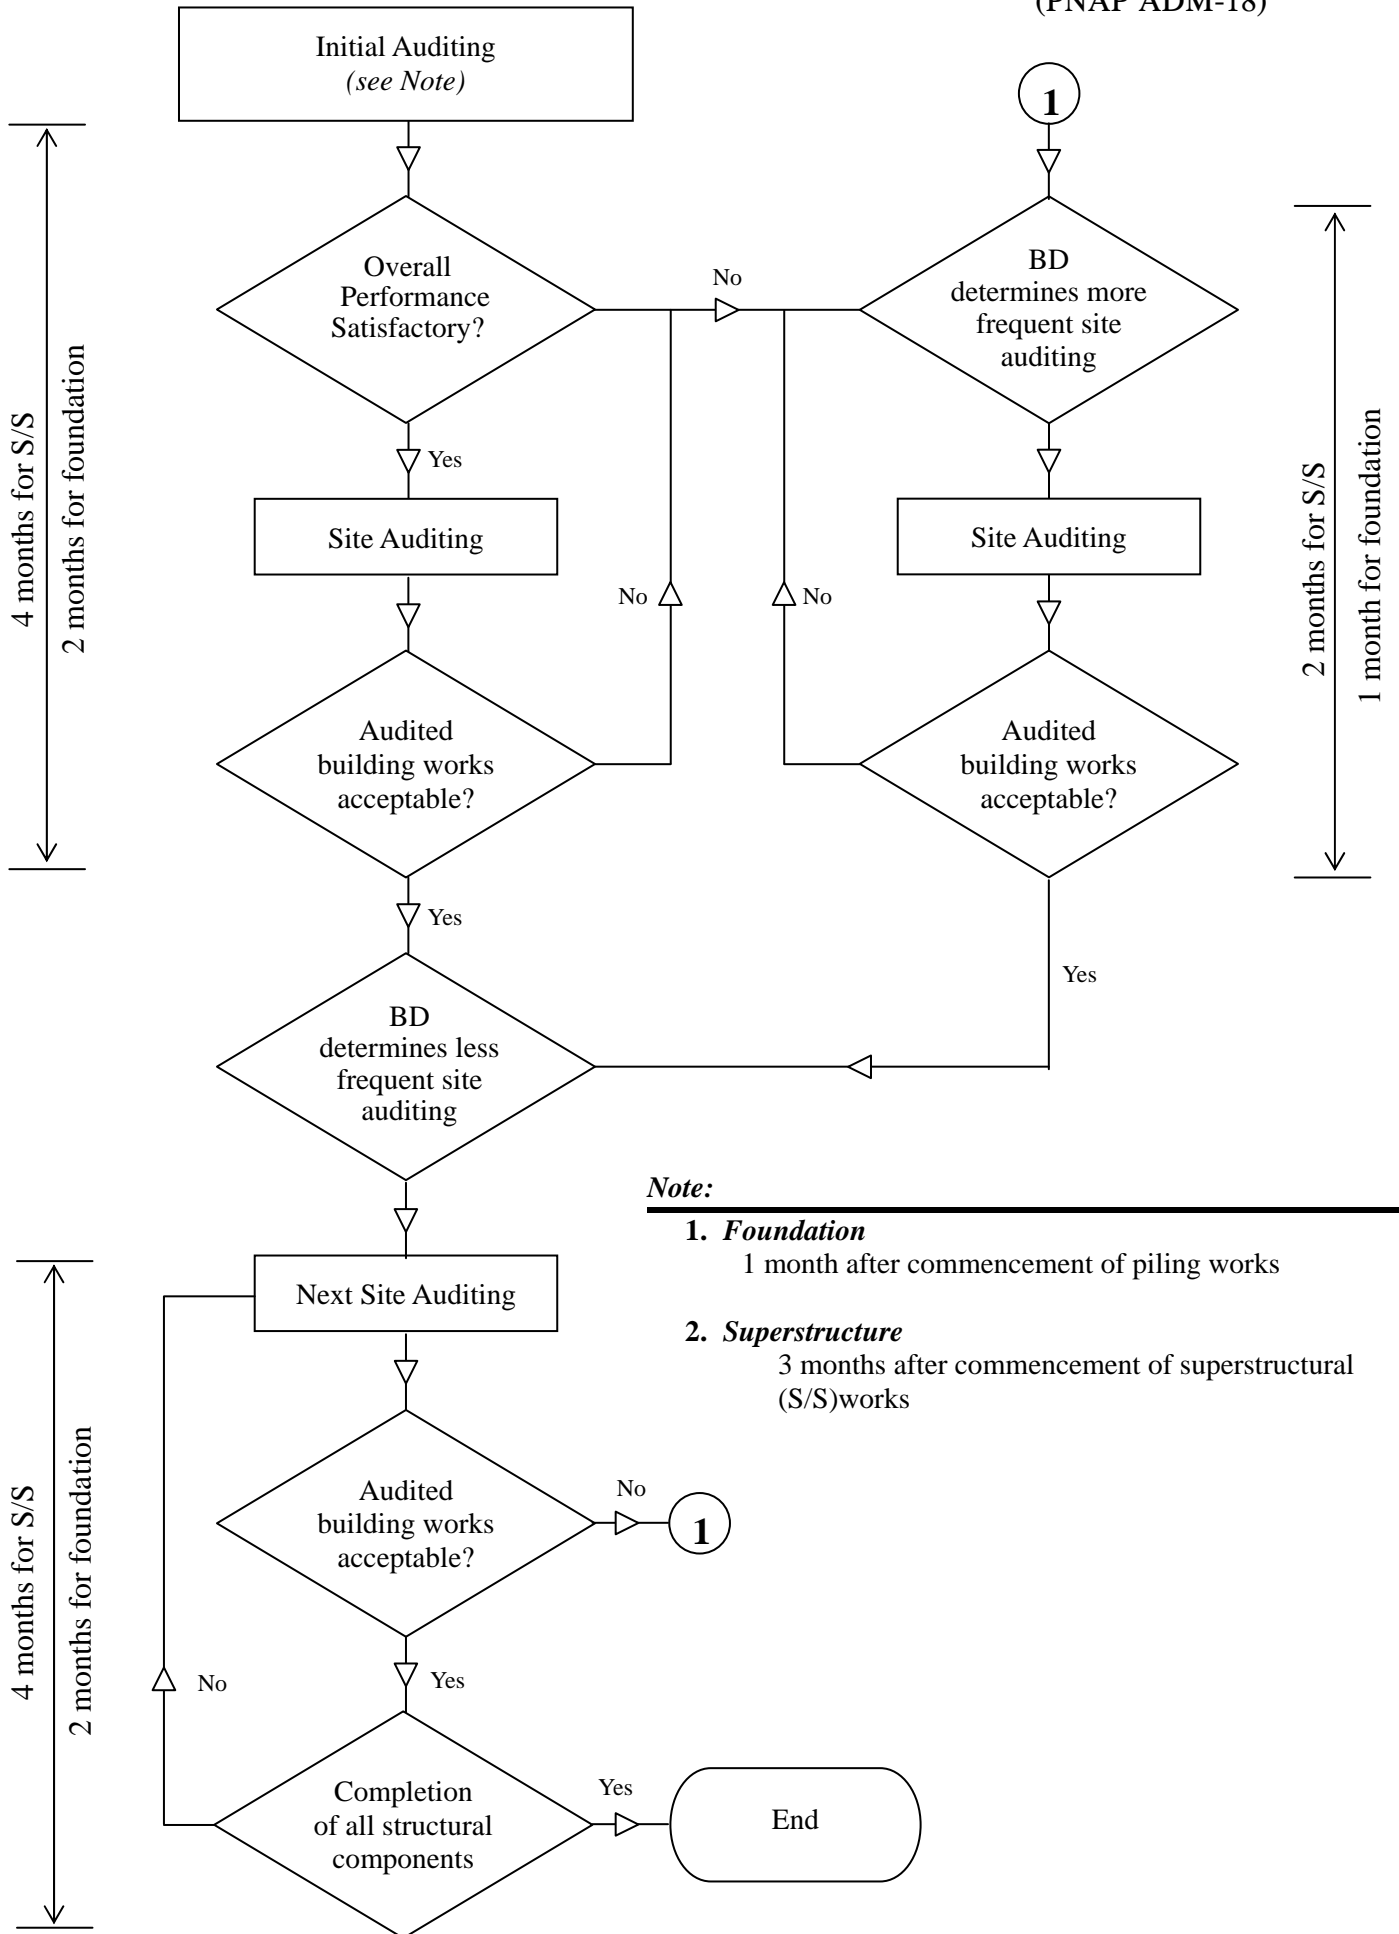 (PNAP ADM-18)
Initial Auditing
(see Note)
1
Overall
Performance
Satisfactory?
No
BD
determines more
frequent site
auditing
4 months for S/S
2 months for foundation
Yes
Site Auditing
Site Auditing
2 months for S/S
1 month for foundation
No
No
Audited
building works
acceptable?
Audited
building works
acceptable?
Yes
Yes
BD
determines less
frequent site
auditing
Note:
1. Foundation
1 month after commencement of piling works
2. Superstructure
3 months after commencement of superstructural
(S/S)works
Next Site Auditing
4 months for S/S
2 months for foundation
Audited
building works
acceptable?
No
1
Yes
No
Completion
of all structural
components
Yes
End